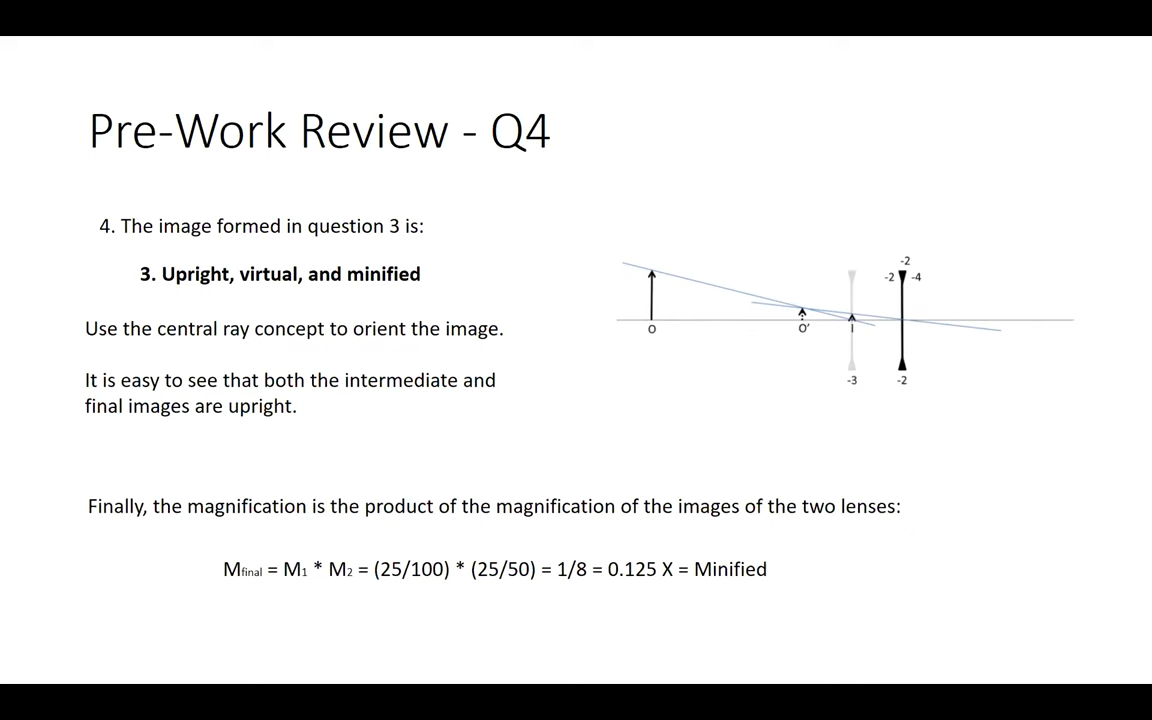 Pre-Work Review - Q4
4. The image formed in question 3 is:
3. Upright, virtual, and minified
Use the central ray concept to orient the image.
It is easy to see that both the intermediate and
final images are upright.
-2
-2 -4
O O' I
-3 -2
Finally, the magnification is the product of the magnification of the images of the two lenses:
Mfinal = M1 * M2 = (25/100) * (25/50) = 1/8 = 0.125 X = Minified